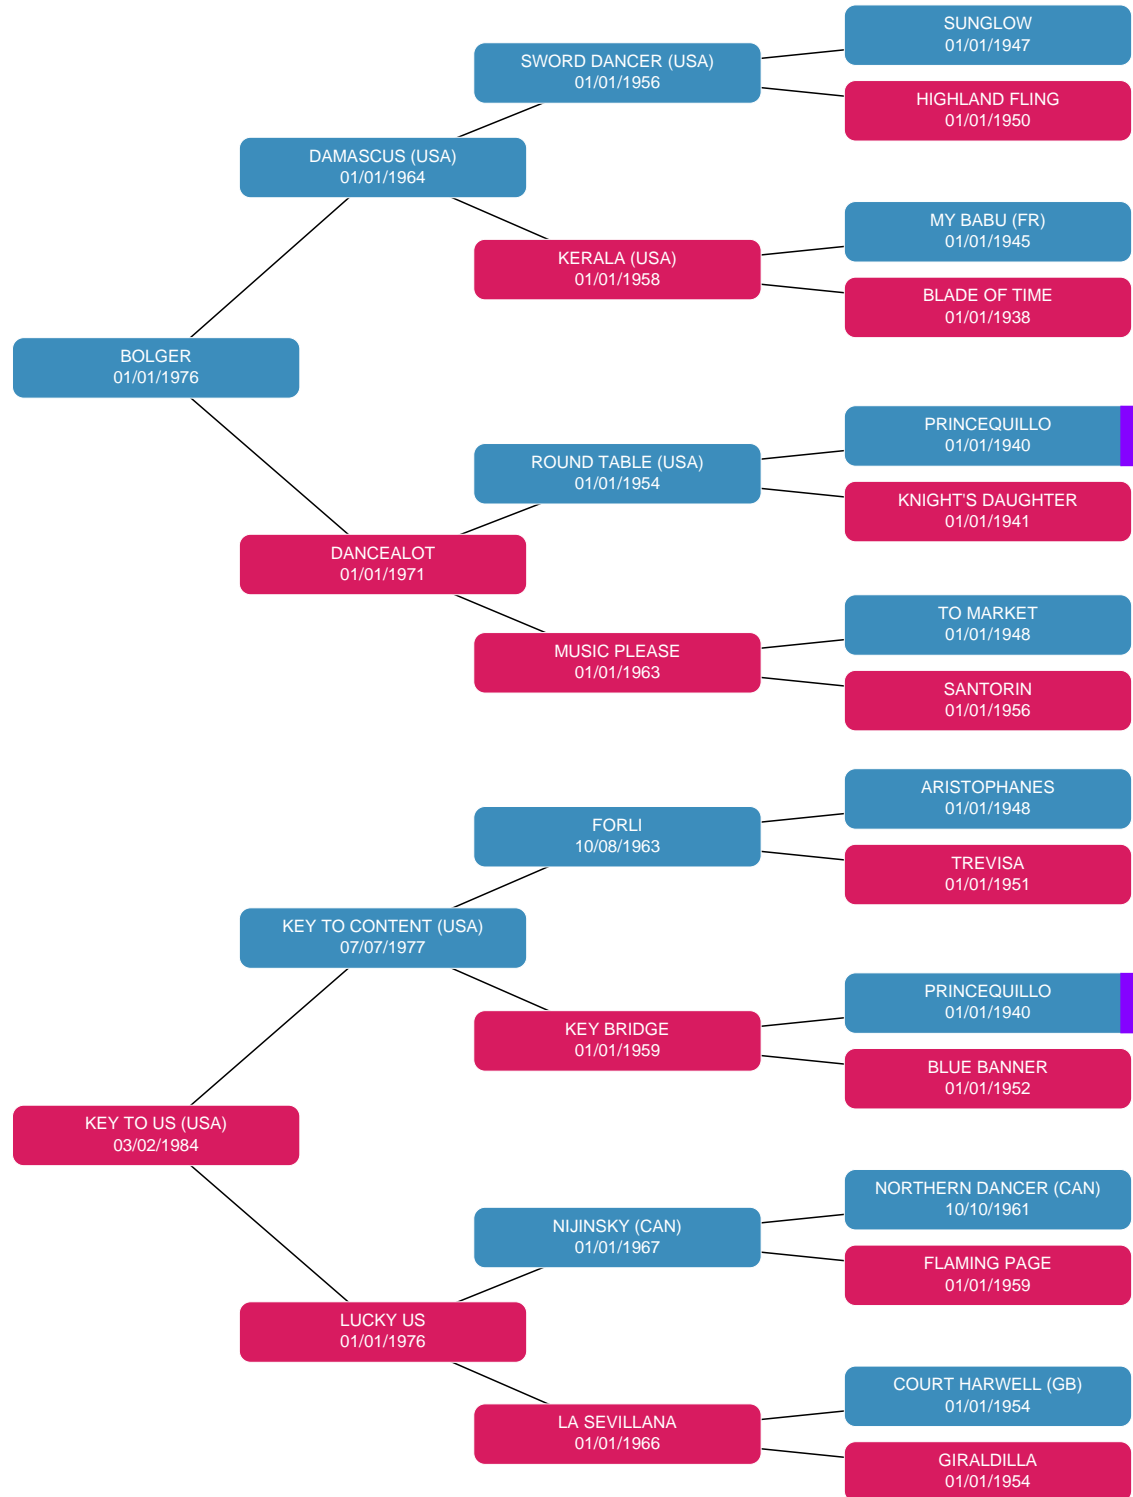 SUNGLOW
01/01/1947
SWORD DANCER (USA)
01/01/1956
HIGHLAND FLING
01/01/1950
DAMASCUS (USA)
01/01/1964
MY BABU (FR)
01/01/1945
KERALA (USA)
01/01/1958
BLADE OF TIME
01/01/1938
BOLGER
01/01/1976
PRINCEQUILLO
01/01/1940
ROUND TABLE (USA)
01/01/1954
KNIGHT'S DAUGHTER
01/01/1941
DANCEALOT
01/01/1971
TO MARKET
01/01/1948
MUSIC PLEASE
01/01/1963
SANTORIN
01/01/1956
ARISTOPHANES
01/01/1948
FORLI
10/08/1963
TREVISA
01/01/1951
KEY TO CONTENT (USA)
07/07/1977
PRINCEQUILLO
01/01/1940
KEY BRIDGE
01/01/1959
BLUE BANNER
01/01/1952
KEY TO US (USA)
03/02/1984
NORTHERN DANCER (CAN)
10/10/1961
NIJINSKY (CAN)
01/01/1967
FLAMING PAGE
01/01/1959
LUCKY US
01/01/1976
COURT HARWELL (GB)
01/01/1954
LA SEVILLANA
01/01/1966
GIRALDILLA
01/01/1954